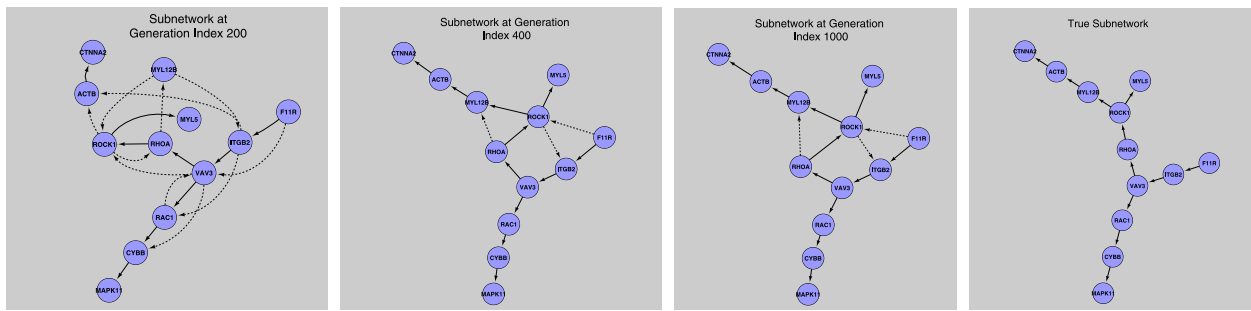 Subnetwork at
Generation Index 200
CTNNA2
MYL12B
ACTB
F11R
MYL5
ROCK1
RHOA
ITGB2
VAV3
RAC1
CYBB
MAPK11
Subnetwork at Generation
Index 400
CTNNA2
ACTB
MYL5
MYL12B
ROCK1
F11R
RHOA
ITGB2
VAV3
RAC1
CYBB
MAPK11
Subnetwork at Generation
Index 1000
CTNNA2
ACTB
MYL5
MYL12B
ROCK1
F11R
RHOA
ITGB2
VAV3
RAC1
CYBB
MAPK11
True Subnetwork
CTNNA2
ACTB
MYL5
MYL12B
ROCK1
RHOA
F11R
ITGB2
VAV3
RAC1
CYBB
MAPK11